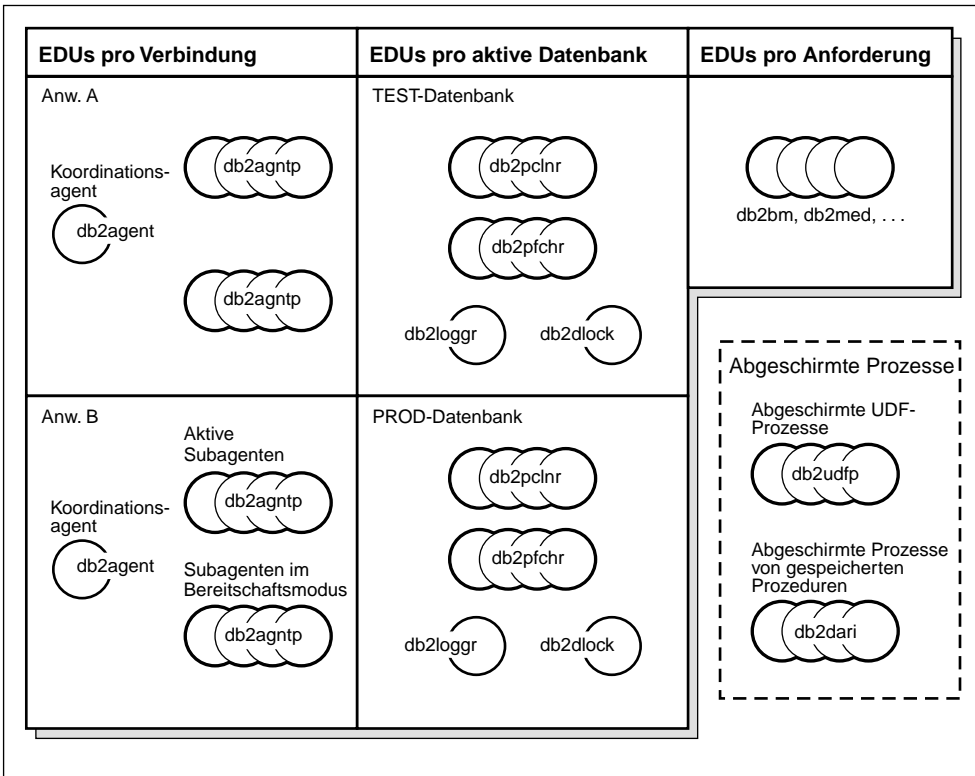 EDUs pro Verbindung
EDUs pro aktive Datenbank
EDUs pro Anforderung
Anw. A
Koordinations-
agent
db2agent
db2agntp
db2agntp
TEST-Datenbank
db2pclnr
db2pfchr
db2loggr
db2dlock
db2bm, db2med, . . .
Anw. B
Koordinations-
agent
db2agent
Aktive
Subagenten
db2agntp
Subagenten im
Bereitschaftsmodus
db2agntp
PROD-Datenbank
db2pclnr
db2pfchr
db2loggr
db2dlock
Abgeschirmte Prozesse
Abgeschirmte UDF-
Prozesse
db2udfp
Abgeschirmte Prozesse
von gespeicherten
Prozeduren
db2dari